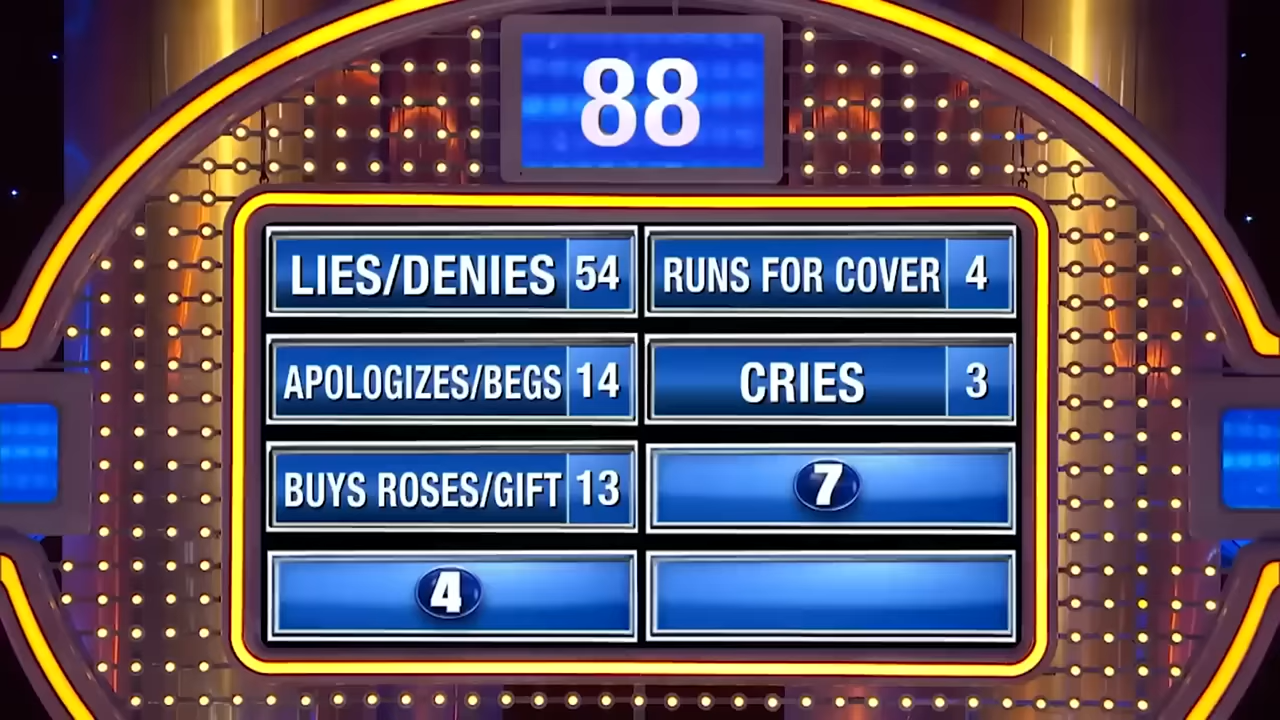 88
LIES/DENIES 54
APOLOGIZES/BEGS 14
BUYS ROSES/GIFT 13
4
RUNS FOR COVER 4
CRIES 3
7